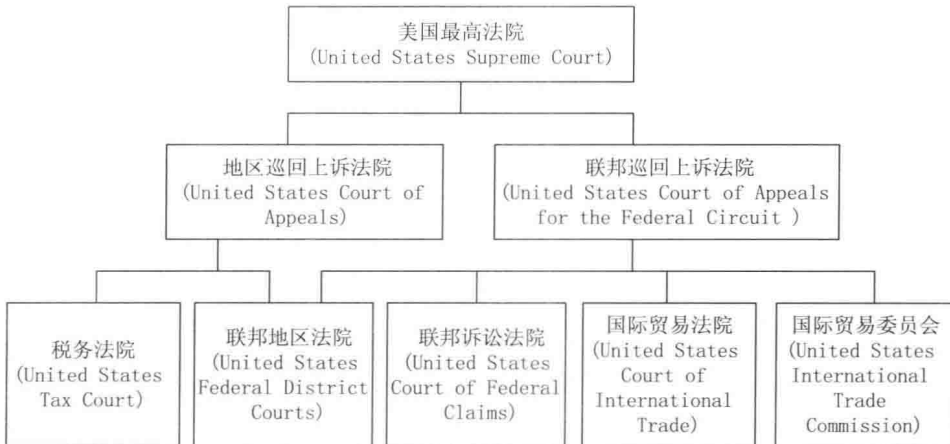 美国最高法院
(United States Supreme Court)
地区巡回上诉法院
(United States Court of
Appeals)
联邦巡回上诉法院
(United States Court of Appeals
for the Federal Circuit )
税务法院
(United States
Tax Court)
联邦地区法院
(United States
Federal District
Courts)
联邦诉讼法院
(United States
Court of Federal
Claims)
国际贸易法院
(United States
Court of
International
Trade)
国际贸易委员会
(United States
International
Trade
Commission)